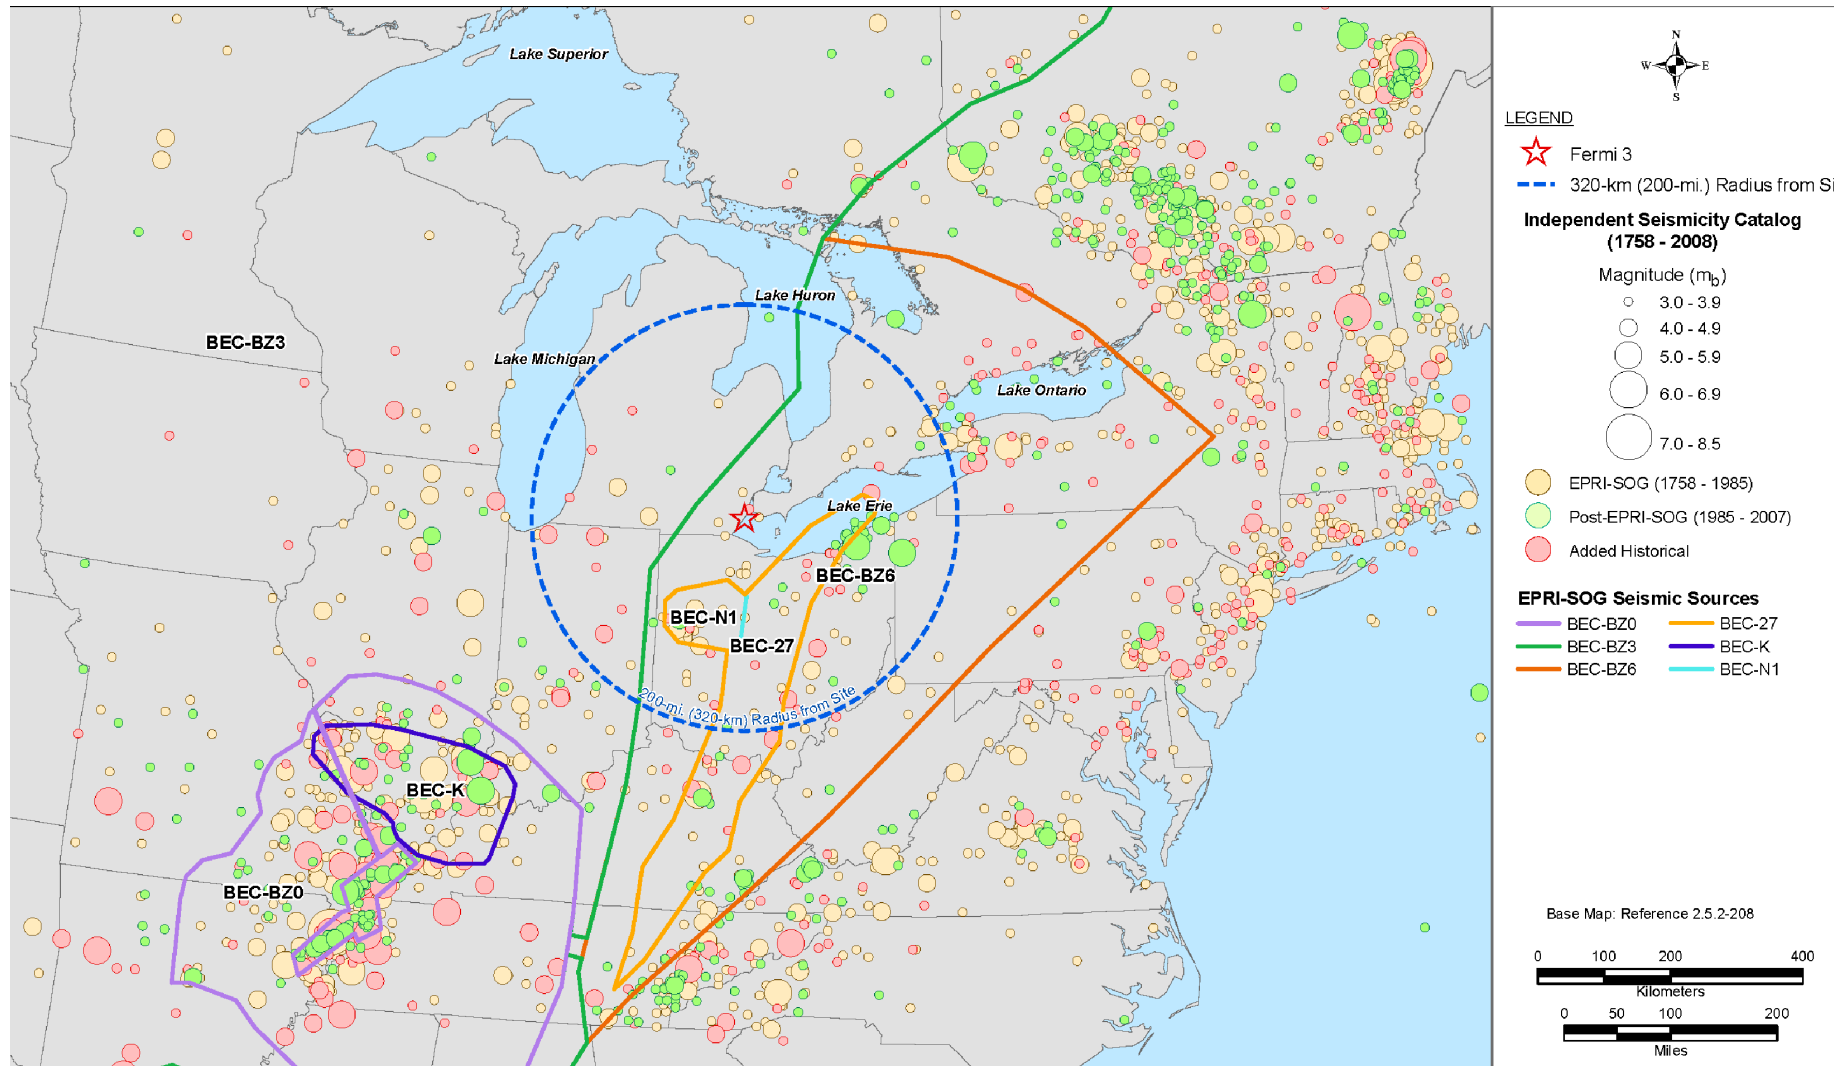 Lake Superior
Lake Huron
BEC-BZ3
Lake Michigan
Lake Ontario
Lake Erie
BEC-BZ6
BEC-N1
BEC-27
200-mi. (320-km) Radius from Site
BEC-K
BEC-BZ0
N
W E
S
LEGEND
Fermi 3
320-km (200-mi.) Radius from Si
Independent Seismicity Catalog
(1758 - 2008)
Magnitude (mb)
3.0 - 3.9
4.0 - 4.9
5.0 - 5.9
6.0 - 6.9
7.0 - 8.5
EPRI-SOG (1758 - 1985)
Post-EPRI-SOG (1985 - 2007)
Added Historical
EPRI-SOG Seismic Sources
BEC-BZ0 BEC-27
BEC-BZ3 BEC-K
BEC-BZ6 BEC-N1
Base Map: Reference 2.5.2-208
0 100 200 400
Kilometers
0 50 100 200
Miles